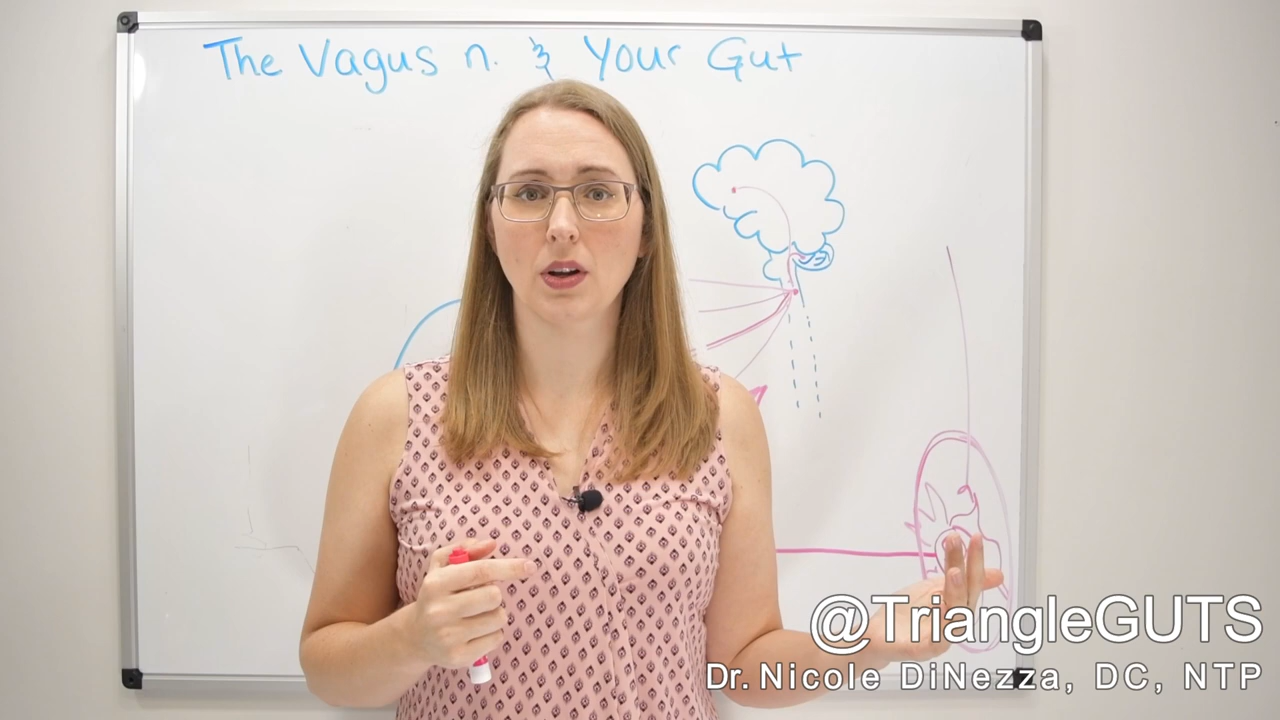 The Vagus n. & Your Gut
@TriangleGUTS
Dr. Nicole DiNezza, DC, NTP